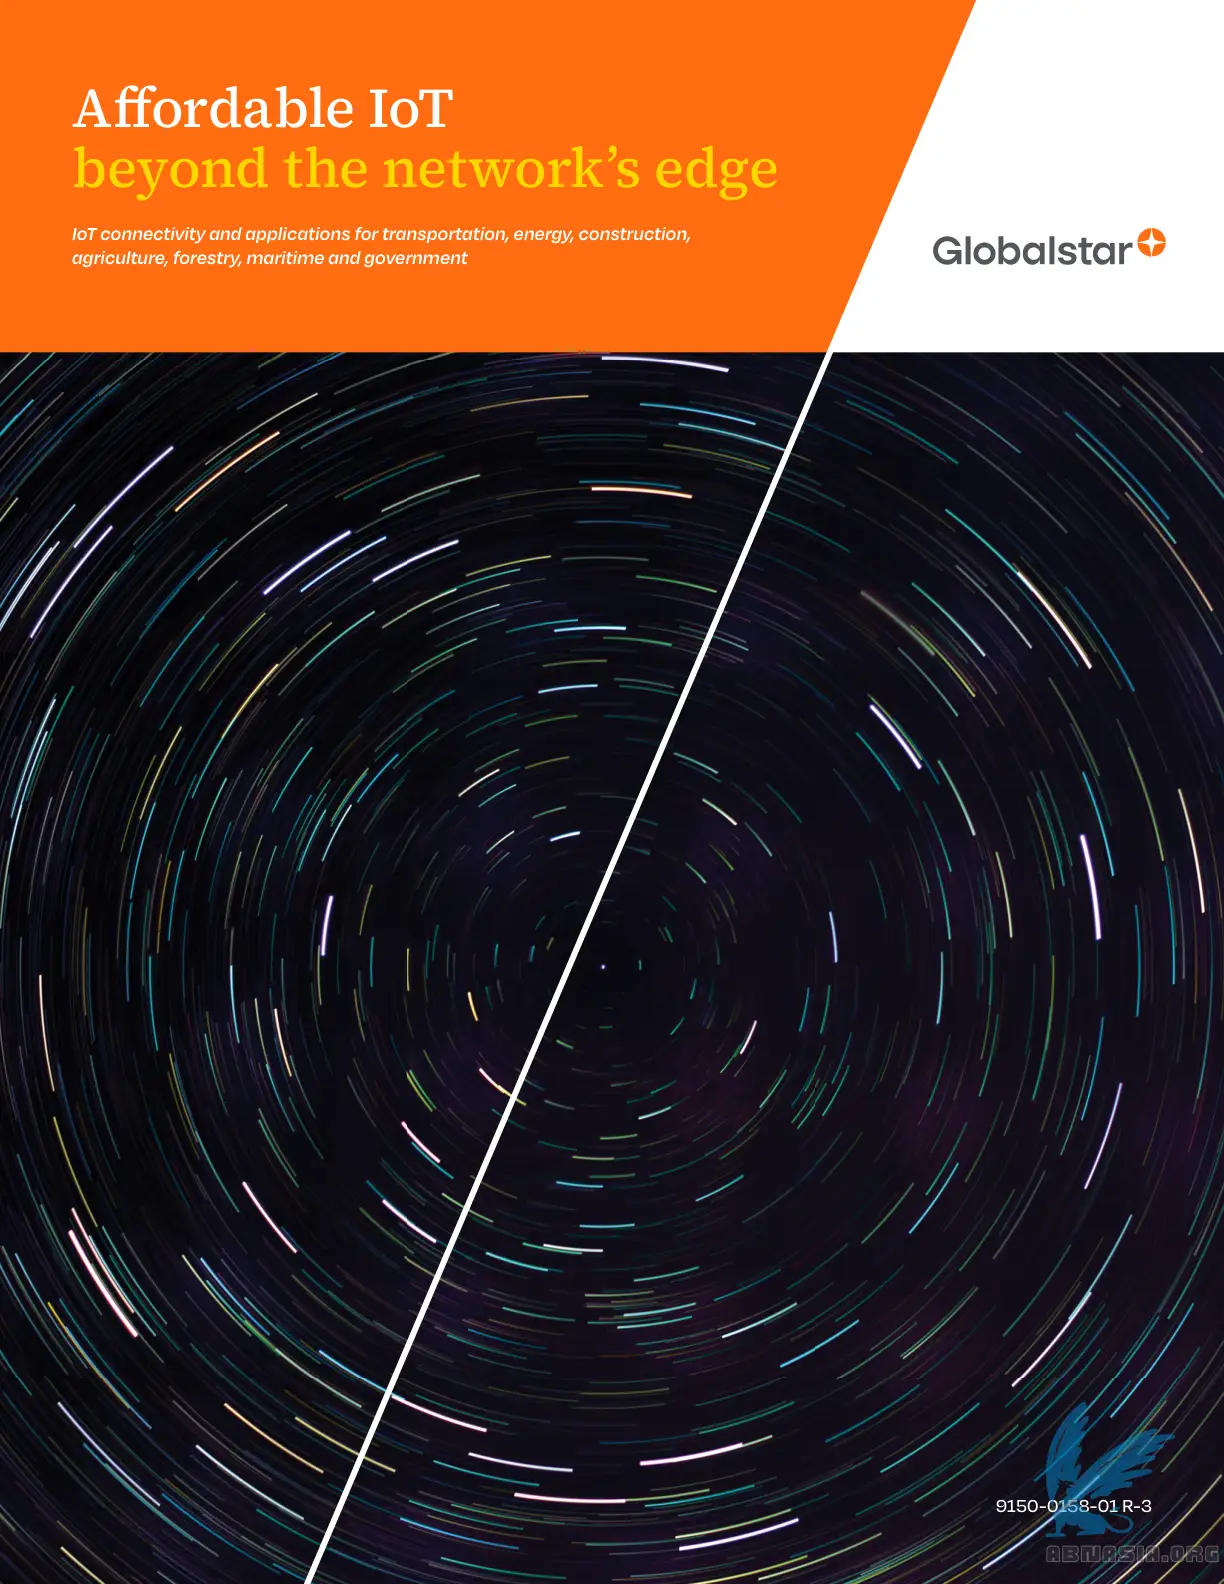 Affordable IoT
beyond the network’s edge
IoT connectivity and applications for transportation, energy, construction,
agriculture, forestry, maritime and government
Globalstar
9150-0158-01 R-3
ABNASIA.ORG